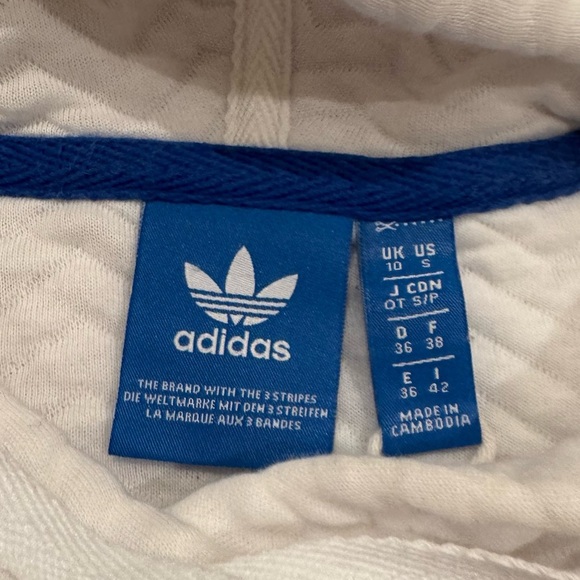 adidas
THE BRAND WITH THE 3 STRIPES
DIE WELTMARKE MIT DEN 3 STREIFEN
LA MARQUE AUX 3 BANDES
UK US
10 S
J CDN
OT S/P
D F
36 38
E I
36 42
MADE IN
CAMBODIA